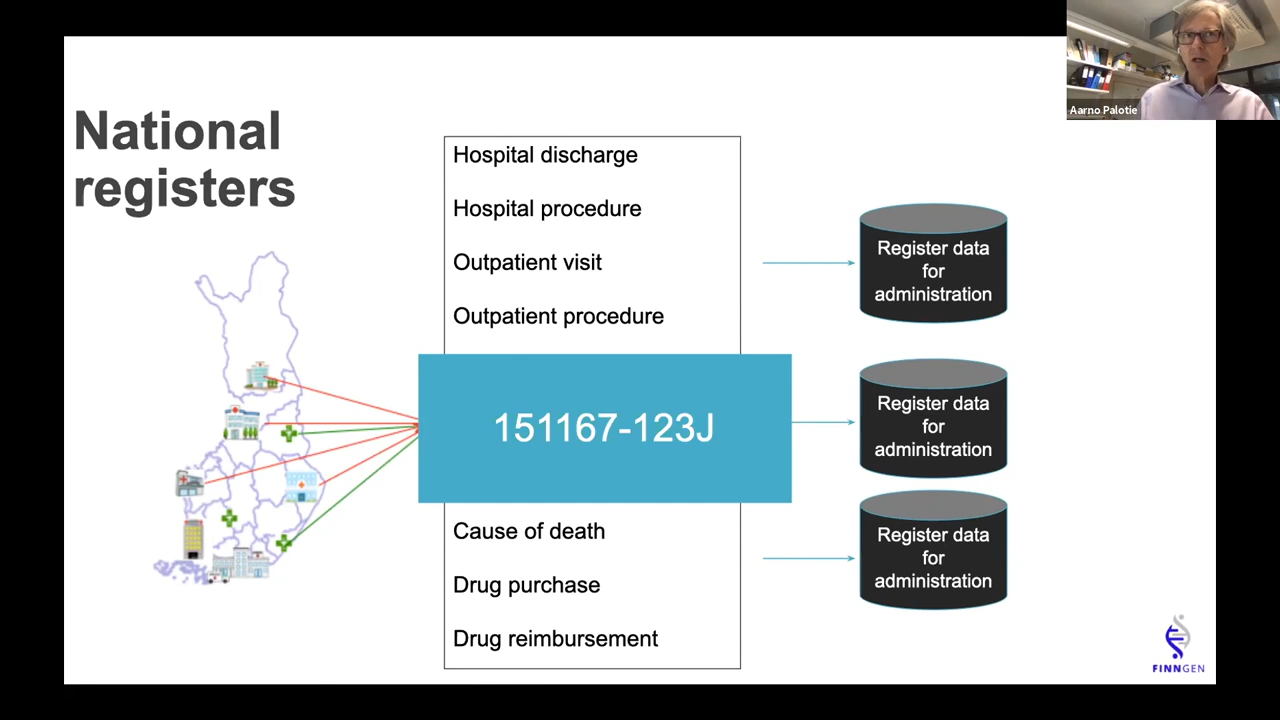 National
registers
Hospital discharge
Hospital procedure
Outpatient visit
Outpatient procedure
151167-123J
Cause of death
Drug purchase
Drug reimbursement
Register data
for
administration
Register data
for
administration
Register data
for
administration
Aarno Palotie
FINNGEN